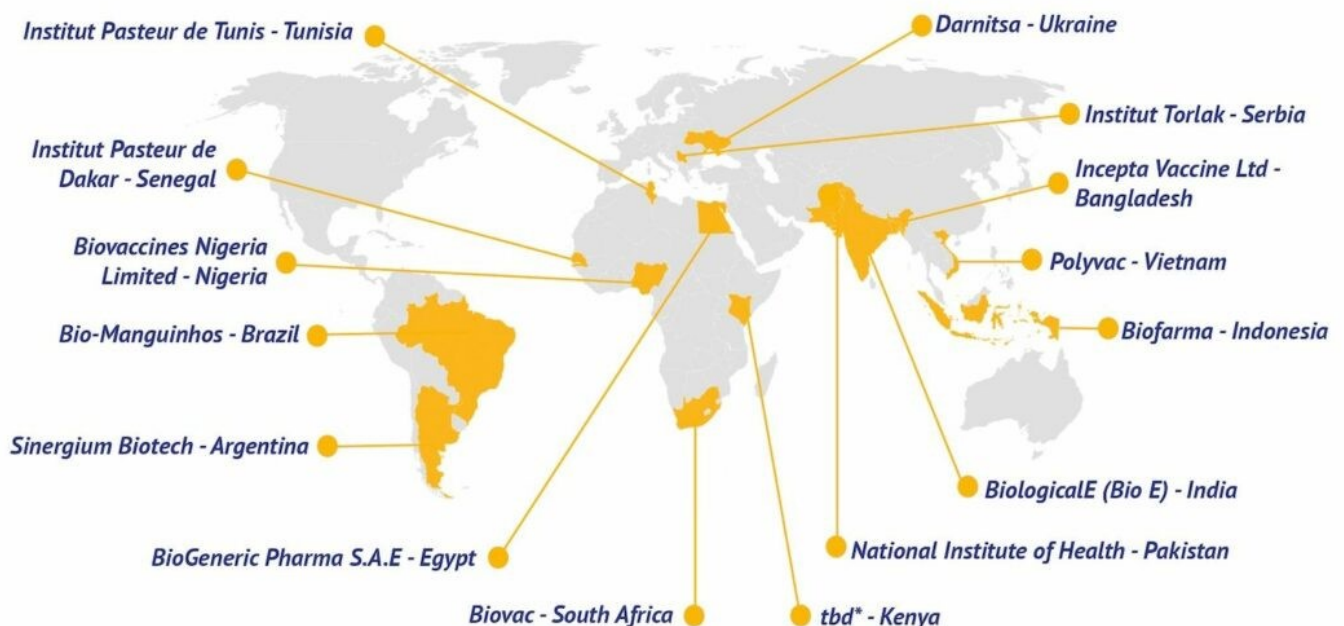 Institut Pasteur de Tunis - Tunisia
Darnitsa - Ukraine
Institut Torlak - Serbia
Institut Pasteur de
Dakar - Senegal
Incepta Vaccine Ltd -
Bangladesh
Biovaccines Nigeria
Limited - Nigeria
Polyvac - Vietnam
Bio-Manguinhos - Brazil
Biofarma - Indonesia
Sinergium Biotech - Argentina
BiologicalE (Bio E) - India
BioGeneric Pharma S.A.E - Egypt
National Institute of Health - Pakistan
Biovac - South Africa
tbd* - Kenya